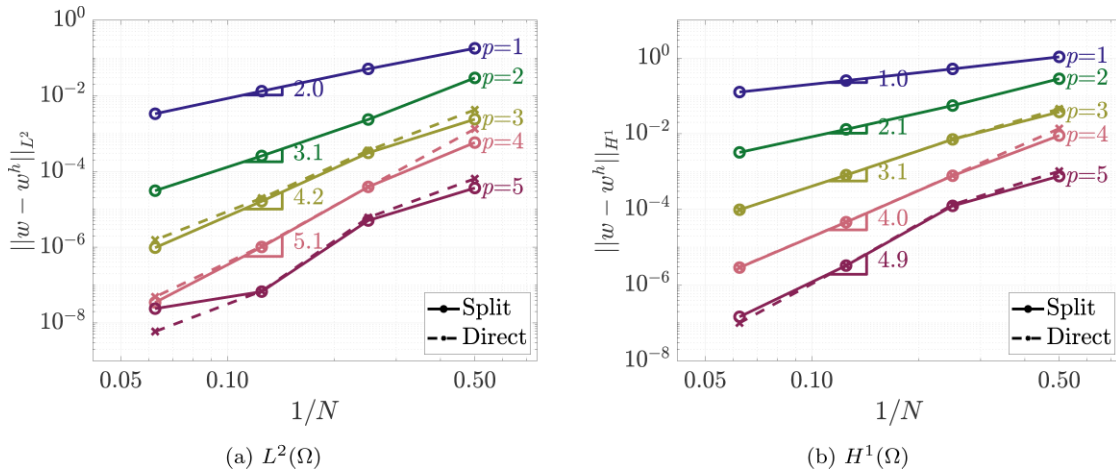 10^0
10^{-2}
10^{-4}
10^{-6}
10^{-8}
||w − w^h||_{L^2}
p=1
p=2
p=3
p=4
p=5
2.0
3.1
4.2
5.1
Split
Direct
0.05 0.10 0.50
1/N
(a) L^2(Ω)
10^0
10^{-2}
10^{-4}
10^{-6}
10^{-8}
||w − w^h||_{H^1}
p=1
p=2
p=3
p=4
p=5
1.0
2.1
3.1
4.0
4.9
Split
Direct
0.05 0.10 0.50
1/N
(b) H^1(Ω)